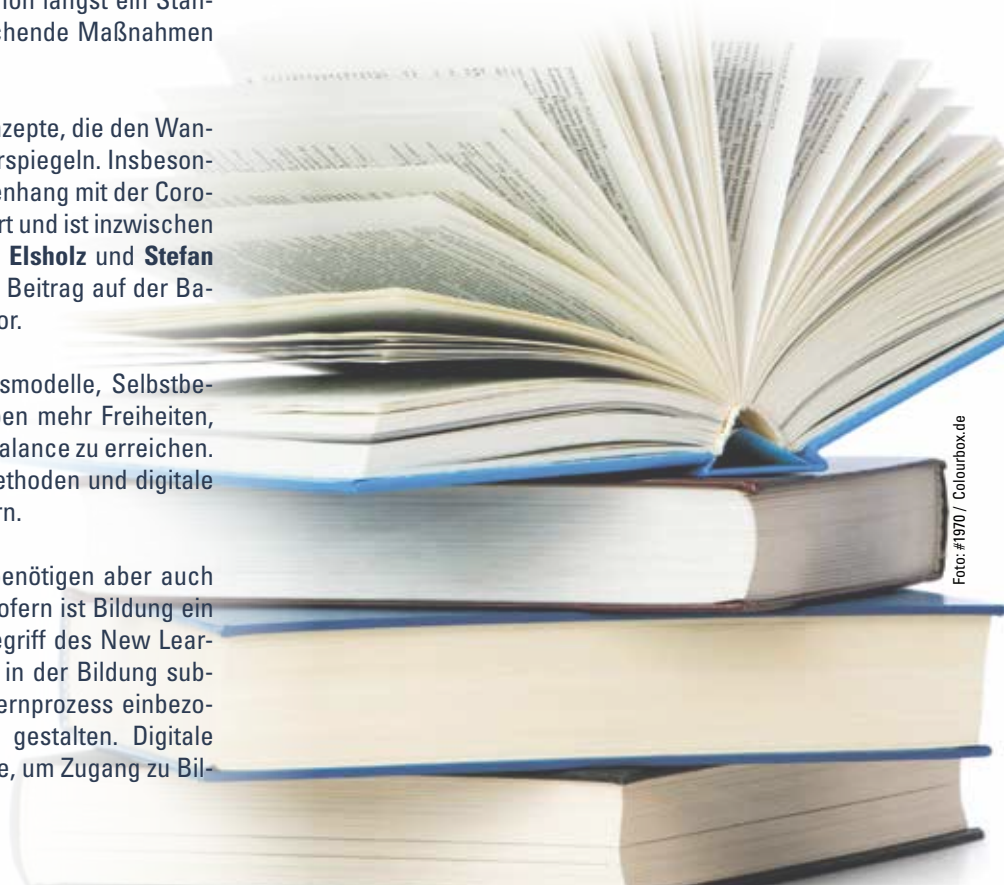 ein Stan-
chende Maßnahmen
zepte, die den Wan-
rspiegeln. Insbeson-
enhang mit der Coro-
rt und ist inzwischen
Elsholz und Stefan
Beitrag auf der Ba-
or.
smodelle, Selbstbe-
ben mehr Freiheiten,
alance zu erreichen.
ethoden und digitale
rn.
enötigen aber auch
ofern ist Bildung ein
egriff des New Lear-
in der Bildung sub-
ernprozess einbezo-
gestalten. Digitale
e, um Zugang zu Bil-
Foto: #1970 / Colourbox.de